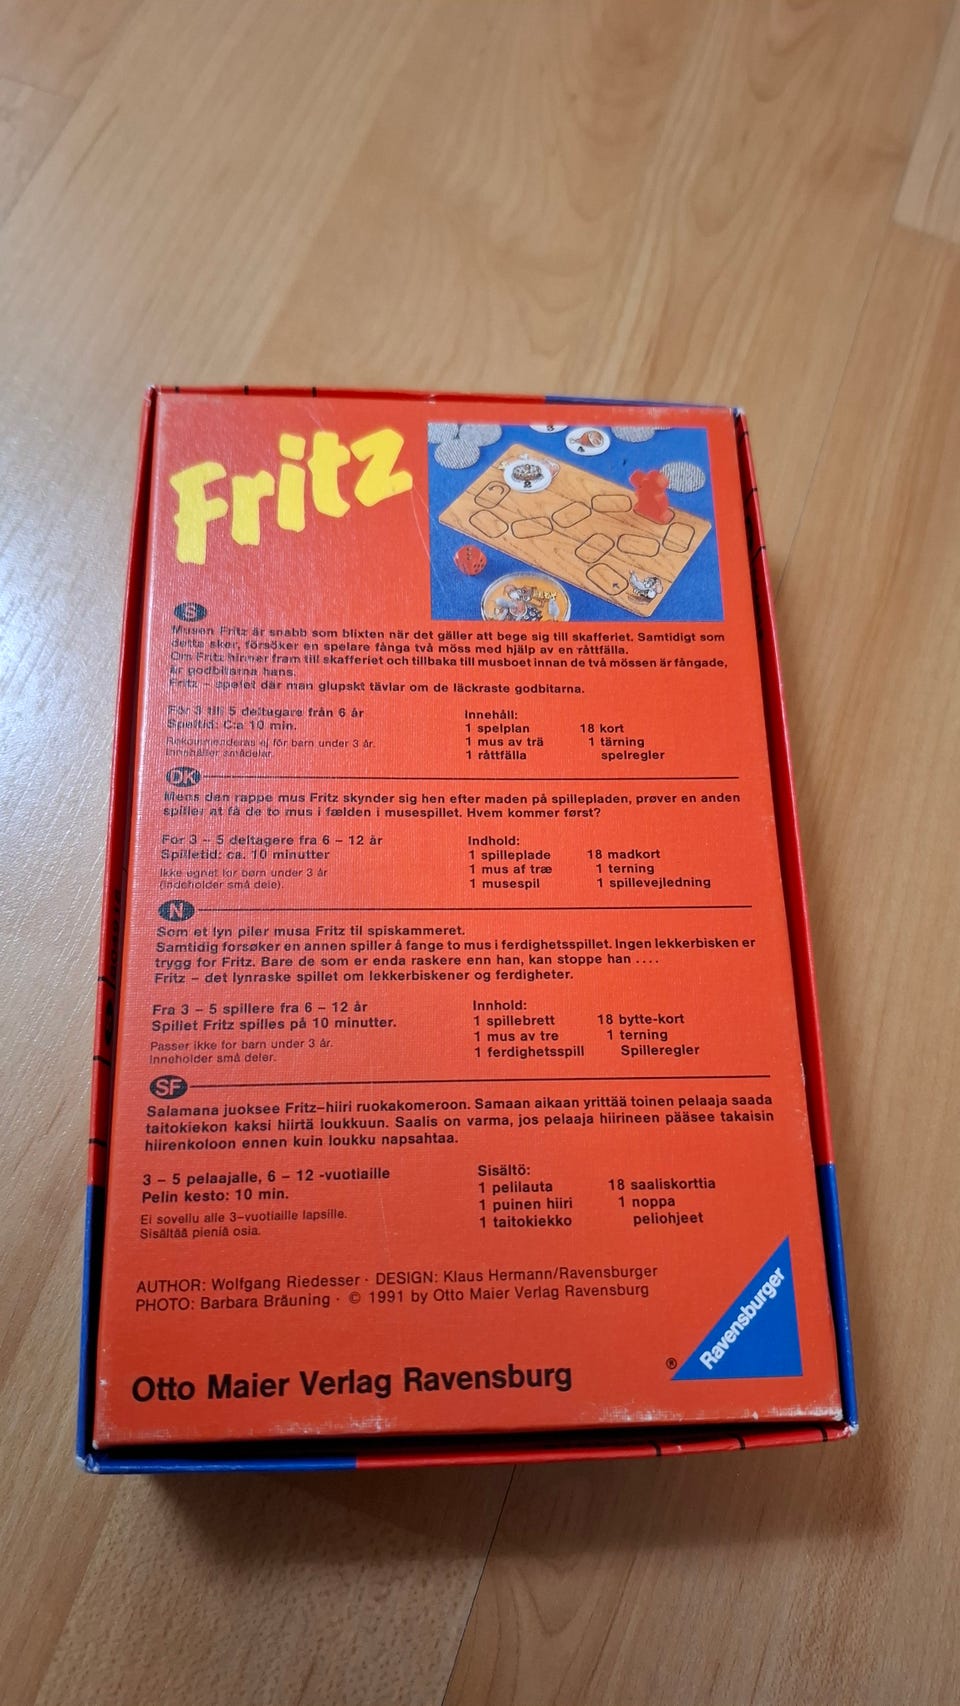 Fritz
S
Musen Fritz är snabb som blixten när det gäller att bege sig till skafferiet. Samtidigt som
detta sker, försöker en spelare fånga två möss med hjälp av en råttfälla.
Om Fritz hinner fram till skafferiet och tillbaka till musboet innan de två mössen är fångade,
är godbitarna hans.
Fritz – spelet där man glupskt tävlar om de läckraste godbitarna.
För 3 till 5 deltagare från 6 år
Speltid: C:a 10 min.
Rekommenderas ej för barn under 3 år.
Innehåller smådelar.
Innehåll:
1 spelplan
1 mus av trä
1 råttfälla
18 kort
1 tärning
spelregler
DK
Mens den rappe mus Fritz skynder sig hen efter maden på spillepladen, prøver en anden
spiller at få de to mus i fælden i musespillet. Hvem kommer først?
For 3 – 5 deltagere fra 6 – 12 år
Spilletid: ca. 10 minutter
Ikke egnet for børn under 3 år
(indeholder små dele).
Indhold:
1 spilleplade
1 mus af træ
1 musespil
18 madkort
1 terning
1 spillevejledning
N
Som et lyn piler musa Fritz til spiskammeret.
Samtidig forsøker en annen spiller å fange to mus i ferdighetsspillet. Ingen lekkerbisken er
trygg for Fritz. Bare de som er enda raskere enn han, kan stoppe han ....
Fritz – det lynraske spillet om lekkerbiskener og ferdigheter.
Fra 3 – 5 spillere fra 6 – 12 år
Spillet Fritz spilles på 10 minutter.
Passer ikke for barn under 3 år.
Inneholder små deler.
Innhold:
1 spillebrett
1 mus av tre
1 ferdighetsspill
18 bytte-kort
1 terning
Spilleregler
SF
Salamana juoksee Fritz–hiiri ruokakomeroon. Samaan aikaan yrittää toinen pelaaja saada
taitokiekon kaksi hiirtä loukkuun. Saalis on varma, jos pelaaja hiirineen pääsee takaisin
hiirenkoloon ennen kuin loukku napsahtaa.
3 – 5 pelaajalle, 6 – 12 -vuotiaille
Pelin kesto: 10 min.
Ei sovellu alle 3–vuotiaille lapsille.
Sisältää pieniä osia.
Sisältö:
1 pelilauta
1 puinen hiiri
1 taitokiekko
18 saaliskorttia
1 noppa
peliohjeet
AUTHOR: Wolfgang Riedesser · DESIGN: Klaus Hermann/Ravensburger
PHOTO: Barbara Bräuning · © 1991 by Otto Maier Verlag Ravensburg
Otto Maier Verlag Ravensburg
® Ravensburger